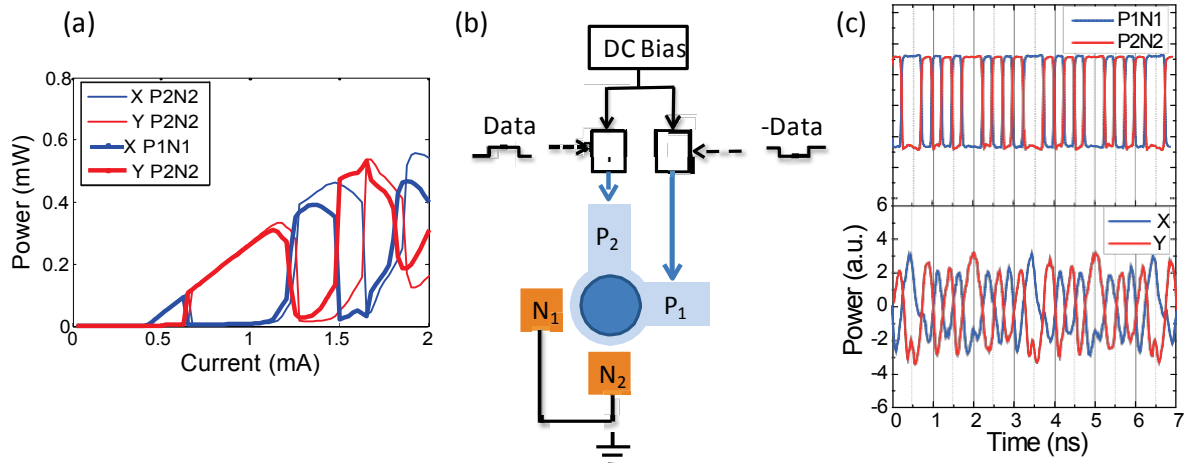 (a)
0.8
0.6
0.4
0.2
0
Power (mW)
X P2N2
Y P2N2
X P1N1
Y P2N2
0 0.5 1 1.5 2
Current (mA)
(b)
DC Bias
Data
-Data
P2
P1
N1
N2
(c)
P1N1
P2N2
6
4
2
0
-2
-4
-6
Power (a.u.)
X
Y
0 1 2 3 4 5 6 7
Time (ns)